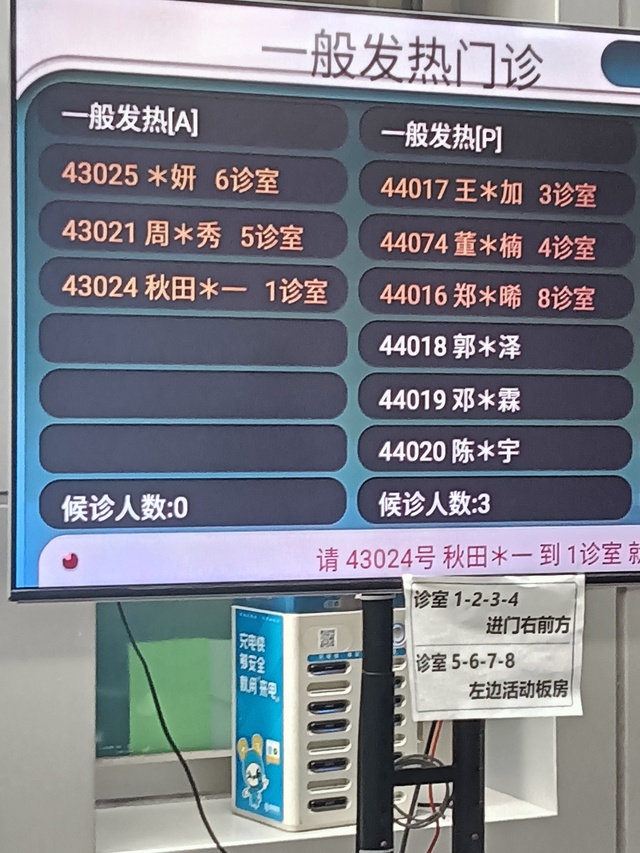 一般发热门诊
一般发热[A]
43025 ＊妍 6诊室
43021 周＊秀 5诊室
43024 秋田＊一 1诊室
候诊人数:0
一般发热[P]
44017 王＊加 3诊室
44074 董＊楠 4诊室
44016 郑＊晞 8诊室
44018 郭＊泽
44019 邓＊霖
44020 陈＊宇
候诊人数:3
请 43024号 秋田＊一 到 1诊室 就
诊室 1-2-3-4
进门右前方
诊室 5-6-7-8
左边活动板房
充电快
够安全
就用